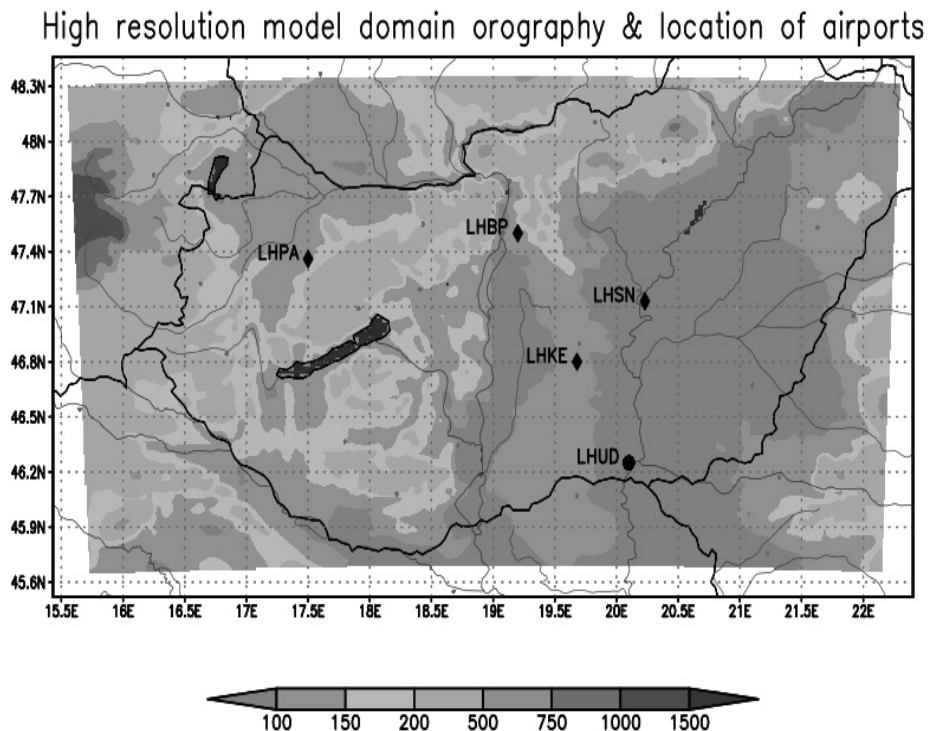 High resolution model domain orography & location of airports
48.3N
48N
47.7N
LHBP
47.4N
LHPA
LHSN
47.1N
LHKE
46.8N
46.5N
LHUD
46.2N
45.9N
45.6N
15.5E 16E 16.5E 17E 17.5E 18E 18.5E 19E 19.5E 20E 20.5E 21E 21.5E 22E
100 150 200 500 750 1000 1500